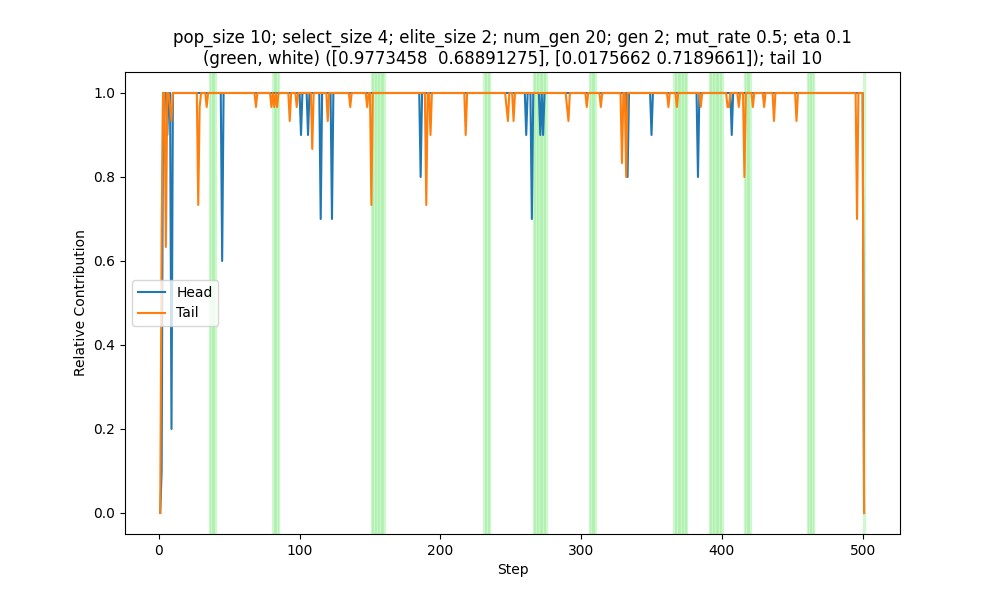 pop_size 10; select_size 4; elite_size 2; num_gen 20; gen 2; mut_rate 0.5; eta 0.1
(green, white) ([0.9773458  0.68891275], [0.0175662 0.7189661]); tail 10
1.0
0.8
0.6
0.4
0.2
0.0
Relative Contribution
Head
Tail
0
100
200
300
400
500
Step